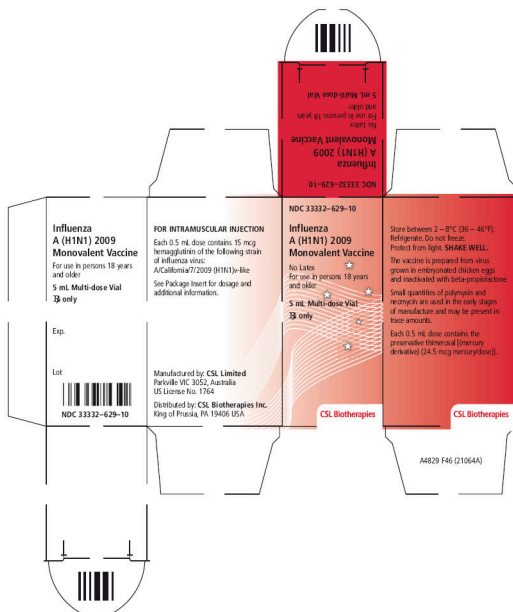 NDC 33332-629-10
Influenza
A (H1N1) 2009
Monovalent Vaccine
No Latex
For use in persons 18 years
and older
5 mL Multi-dose Vial
Influenza
A (H1N1) 2009
Monovalent Vaccine
For use in persons 18 years
and older
5 mL Multi-dose Vial
℞ only
Exp.
Lot
NDC 33332-629-10
FOR INTRAMUSCULAR INJECTION
Each 0.5 mL dose contains 15 mcg
hemagglutinin of the following strain
of influenza virus:
A/California/7/2009 (H1N1)v-like
See Package Insert for dosage and
additional information.
Manufactured by: CSL Limited
Parkville VIC 3052, Australia
US License No. 1764
Distributed by: CSL Biotherapies Inc.
King of Prussia, PA 19406 USA
NDC 33332-629-10
Influenza
A (H1N1) 2009
Monovalent Vaccine
No Latex
For use in persons 18 years
and older
5 mL Multi-dose Vial
℞ only
CSL Biotherapies
Store between 2 – 8°C (36 – 46°F).
Refrigerate. Do not freeze.
Protect from light. SHAKE WELL.
The vaccine is prepared from virus
grown in embryonated chicken eggs
and inactivated with beta-propiolactone.
Small quantities of polymyxin and
neomycin are used in the early stages
of manufacture and may be present in
trace amounts.
Each 0.5 mL dose contains the
preservative thimerosal [(mercury
derivative) (24.5 mcg mercury/dose)].
CSL Biotherapies
A4829 F46 (21064A)